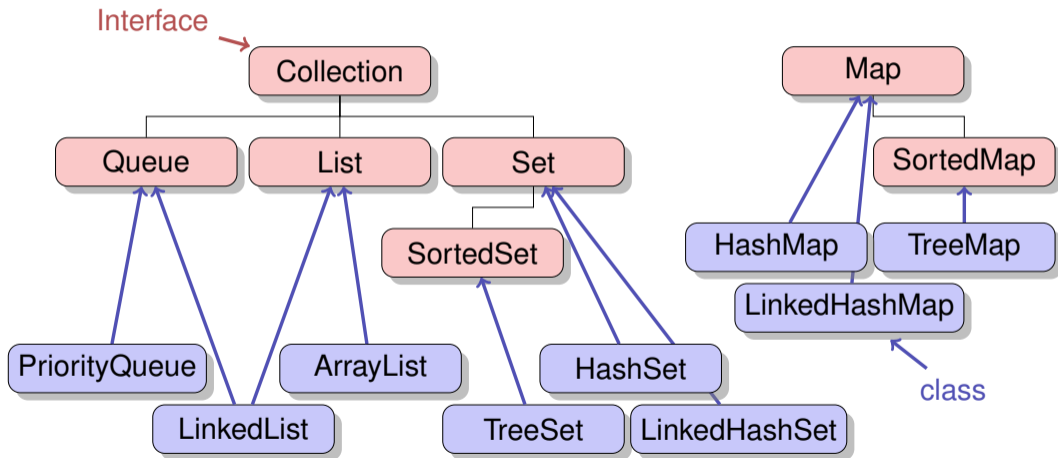 Interface
Collection
Map
Queue
List
Set
SortedMap
SortedSet
HashMap
TreeMap
LinkedHashMap
PriorityQueue
ArrayList
HashSet
class
LinkedList
TreeSet
LinkedHashSet